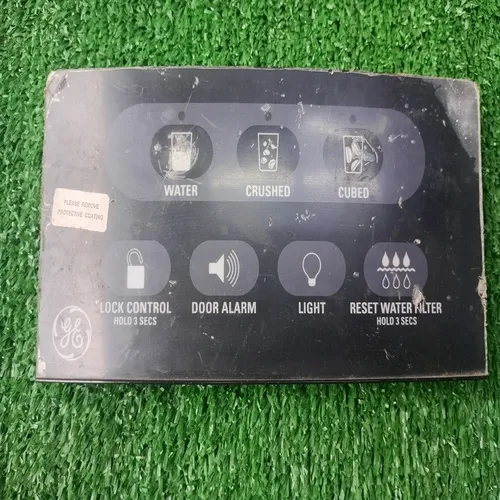 WATER
CRUSHED
CUBED
PLEASE REMOVE
PROTECTIVE COATING
LOCK CONTROL
HOLD 3 SECS
DOOR ALARM
LIGHT
RESET WATER FILTER
HOLD 3 SECS
GE